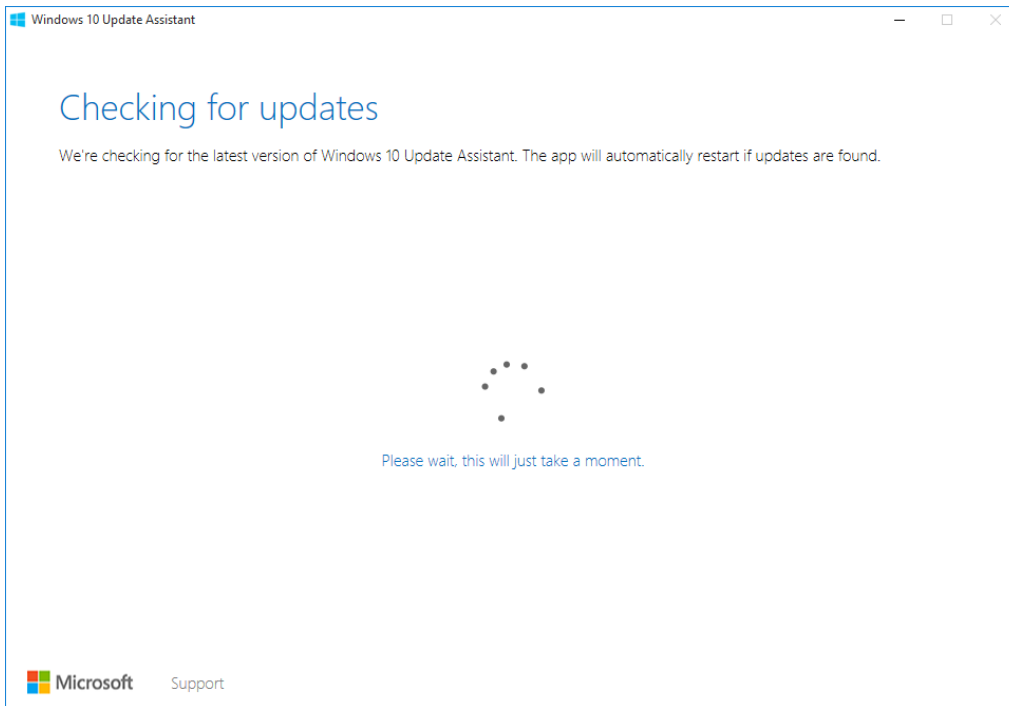 Windows 10 Update Assistant
Checking for updates
We're checking for the latest version of Windows 10 Update Assistant. The app will automatically restart if updates are found.
Please wait, this will just take a moment.
Microsoft Support